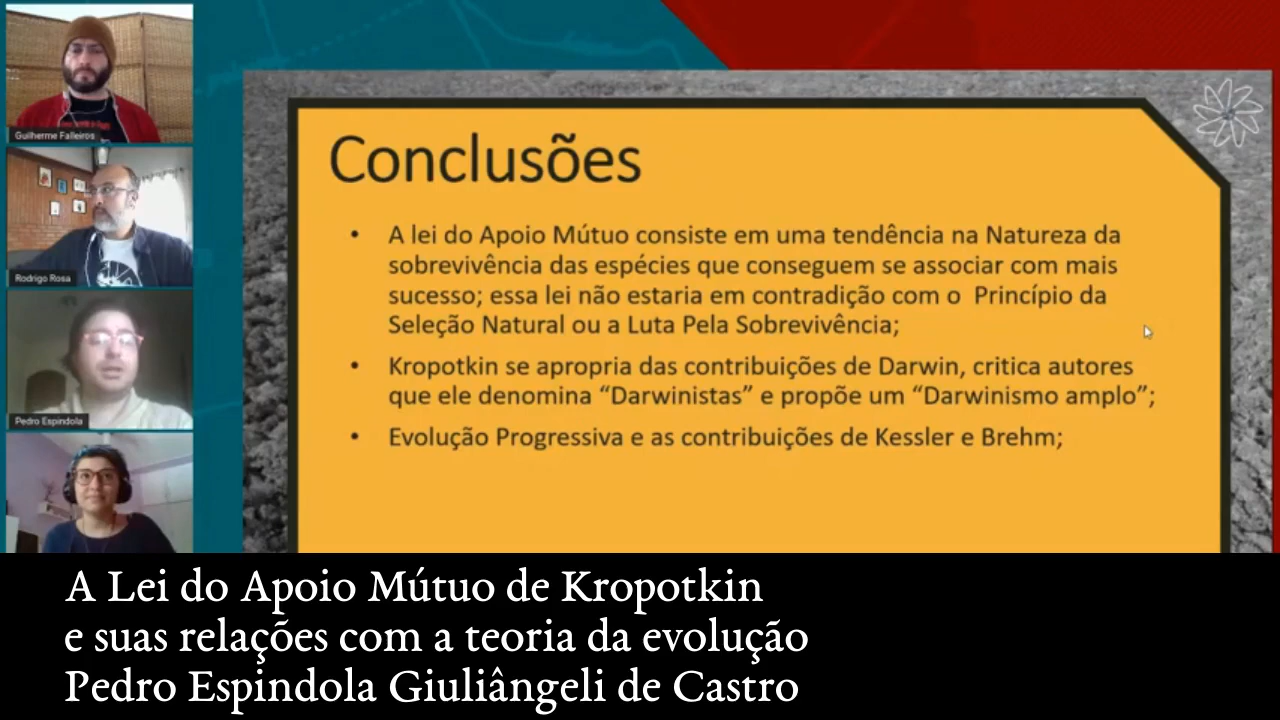 Guilherme Falleiros
Rodrigo Rosa
Pedro Espindola
Conclusões
• A lei do Apoio Mútuo consiste em uma tendência na Natureza da
sobrevivência das espécies que conseguem se associar com mais
sucesso; essa lei não estaria em contradição com o Princípio da
Seleção Natural ou a Luta Pela Sobrevivência;
• Kropotkin se apropria das contribuições de Darwin, critica autores
que ele denomina “Darwinistas” e propõe um “Darwinismo amplo”;
• Evolução Progressiva e as contribuições de Kessler e Brehm;
A Lei do Apoio Mútuo de Kropotkin
e suas relações com a teoria da evolução
Pedro Espindola Giuliângeli de Castro